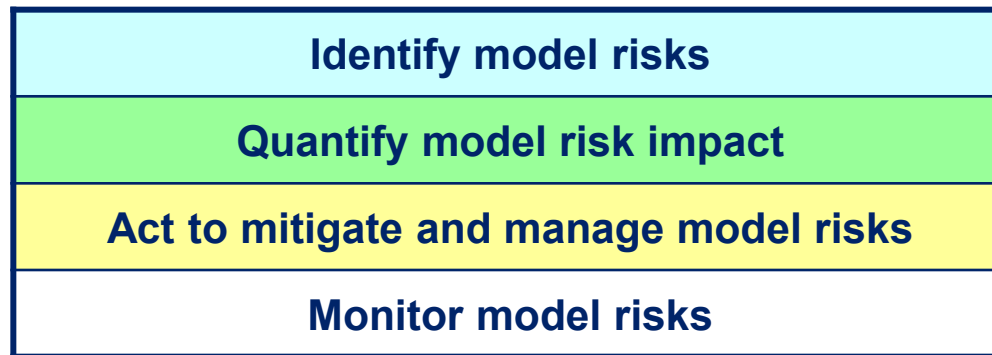 Identify model risks
Quantify model risk impact
Act to mitigate and manage model risks
Monitor model risks